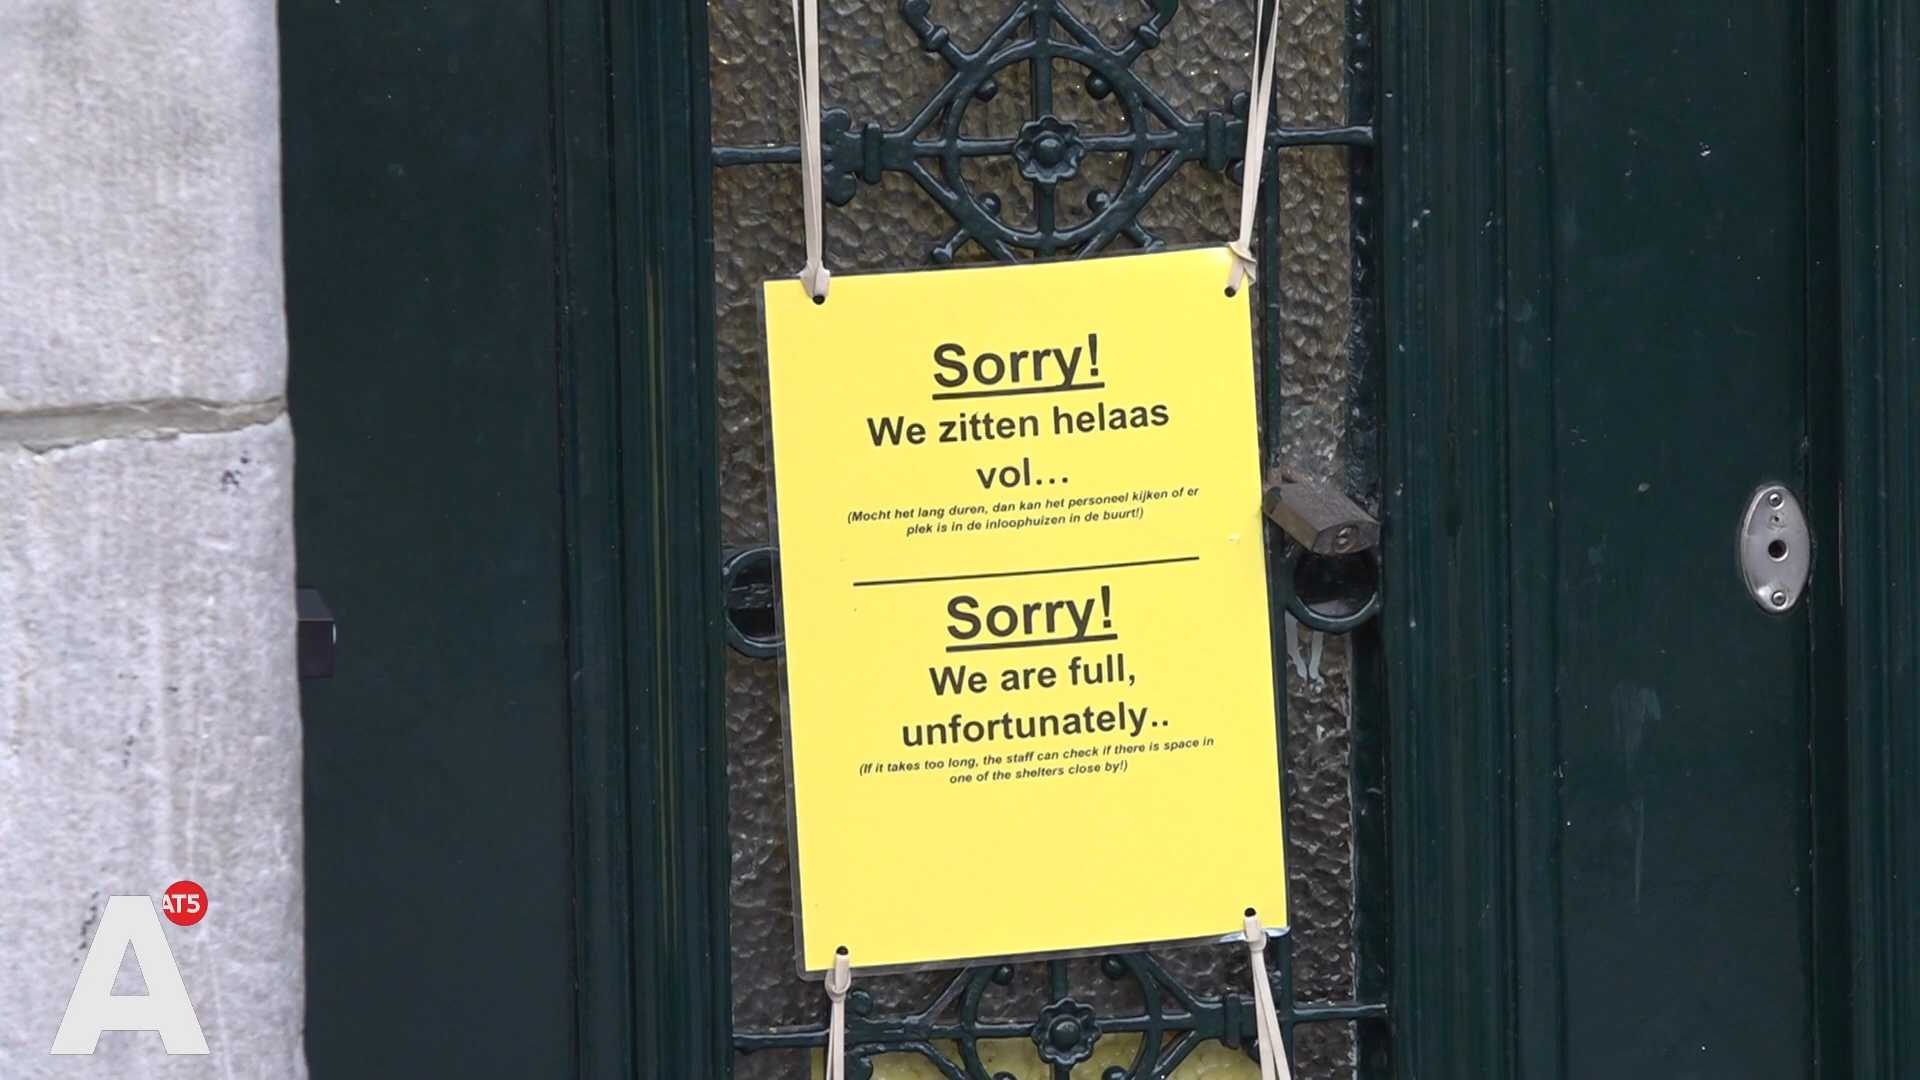 Sorry!
We zitten helaas
vol...
(Mocht het lang duren, dan kan het personeel kijken of er
plek is in de inloophuizen in de buurt!)
Sorry!
We are full,
unfortunately..
(If it takes too long, the staff can check if there is space in
one of the shelters close by!)
A AT5